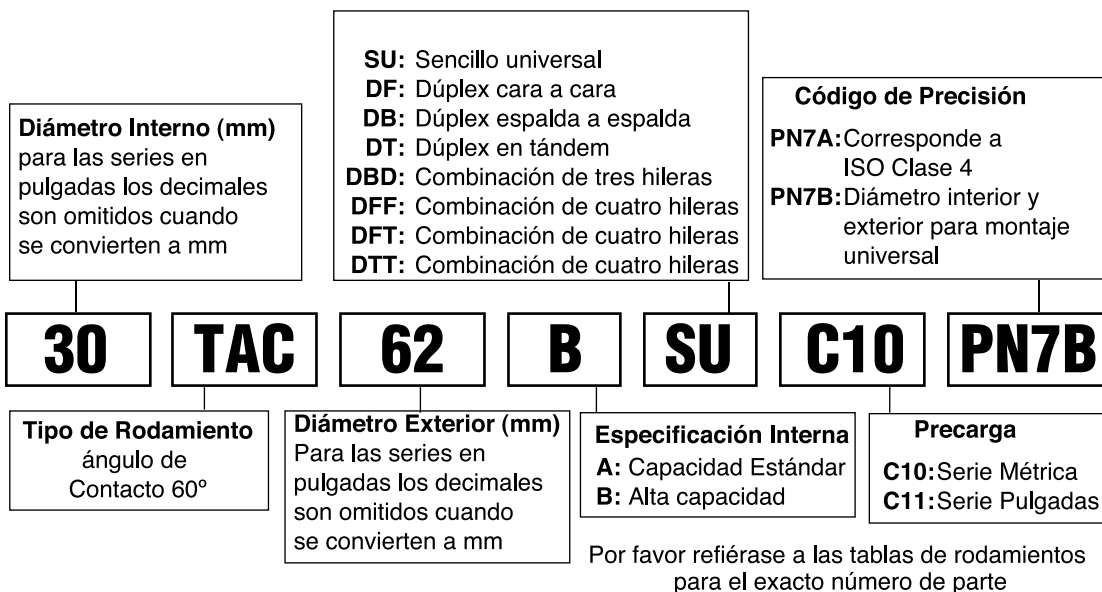 SU: Sencillo universal
DF: Dúplex cara a cara
DB: Dúplex espalda a espalda
DT: Dúplex en tándem
DBD: Combinación de tres hileras
DFF: Combinación de cuatro hileras
DFT: Combinación de cuatro hileras
DTT: Combinación de cuatro hileras
Diámetro Interno (mm)
para las series en
pulgadas los decimales
son omitidos cuando
se convierten a mm
Código de Precisión
PN7A: Corresponde a
ISO Clase 4
PN7B: Diámetro interior y
exterior para montaje
universal
30 TAC 62 B SU C10 PN7B
Tipo de Rodamiento
ángulo de
Contacto 60º
Diámetro Exterior (mm)
Para las series en
pulgadas los decimales
son omitidos cuando
se convierten a mm
Especificación Interna
A: Capacidad Estándar
B: Alta capacidad
Precarga
C10: Serie Métrica
C11: Serie Pulgadas
Por favor refiérase a las tablas de rodamientos
para el exacto número de parte